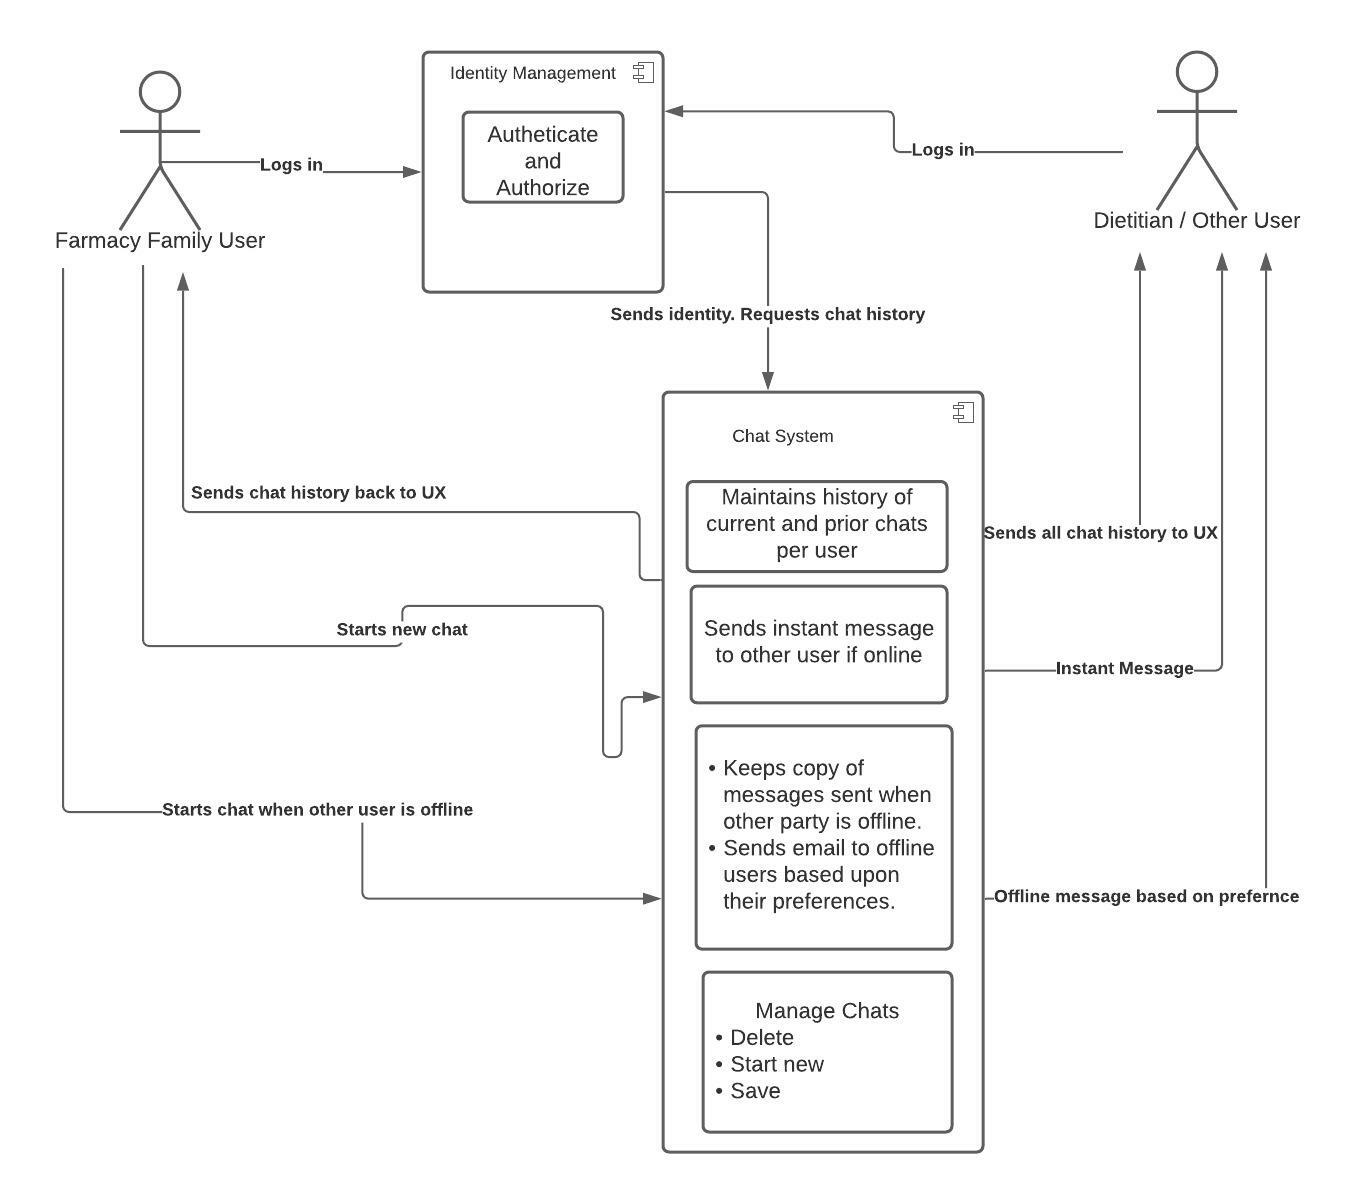 Identity Management
Autheticate
and
Authorize
Logs in
Logs in
Farmacy Family User
Dietitian / Other User
Sends identity. Requests chat history
Chat System
Sends chat history back to UX
Maintains history of
current and prior chats
per user
Sends all chat history to UX
Starts new chat
Sends instant message
to other user if online
Instant Message
• Keeps copy of
messages sent when
other party is offline.
• Sends email to offline
users based upon
their preferences.
Starts chat when other user is offline
Offline message based on prefernce
Manage Chats
• Delete
• Start new
• Save